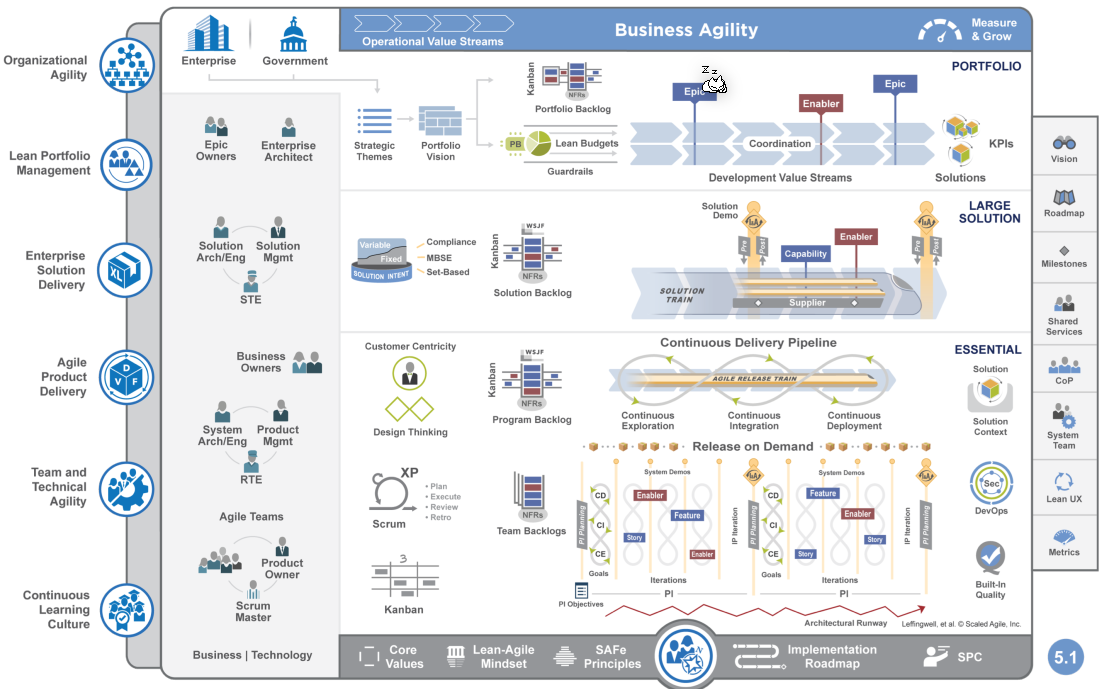 Operational Value Streams
Business Agility
Measure
& Grow
Organizational
Agility
Lean Portfolio
Management
Enterprise
Solution
Delivery
Agile
Product
Delivery
Team and
Technical
Agility
Continuous
Learning
Culture
XL
D
V
F
Enterprise
Government
Epic
Owners
Enterprise
Architect
Solution
Arch/Eng
Solution
Mgmt
STE
Business
Owners
System
Arch/Eng
Product
Mgmt
RTE
Agile Teams
Product
Owner
Scrum
Master
Business | Technology
PORTFOLIO
Strategic
Themes
Portfolio
Vision
Kanban
NFRs
Portfolio Backlog
PB
Lean Budgets
Guardrails
Z
Z
Z
Epic
Enabler
Epic
Coordination
Development Value Streams
KPIs
Solutions
LARGE
SOLUTION
Variable
Fixed
SOLUTION INTENT
Compliance
MBSE
Set-Based
Kanban
WSJF
NFRs
Solution Backlog
Solution
Demo
I&A
Pre
Post
Capability
Enabler
I&A
Pre
Post
SOLUTION
TRAIN
Supplier
ESSENTIAL
Customer Centricity
Design Thinking
Kanban
WSJF
NFRs
Program Backlog
Continuous Delivery Pipeline
AGILE RELEASE TRAIN
Continuous
Exploration
Continuous
Integration
Continuous
Deployment
Solution
Solution
Context
Release on Demand
XP
Scrum
• Plan
• Execute
• Review
• Retro
NFRs
Team Backlogs
3
Kanban
PI Planning
CD
CI
CE
Goals
System Demos
Enabler
Feature
Story
Enabler
Iterations
IP Iteration
I&A
PI Planning
CD
CI
CE
Goals
System Demos
Feature
Enabler
Story
Story
Iterations
IP Iteration
I&A
PI Planning
PI
PI
PI Objectives
Architectural Runway
Sec
DevOps
Built-In
Quality
Leffingwell, et al. © Scaled Agile, Inc.
Core
Values
Lean-Agile
Mindset
SAFe
Principles
N
Implementation
Roadmap
SPC
Vision
Roadmap
Milestones
Shared
Services
CoP
System
Team
Lean UX
Metrics
5.1